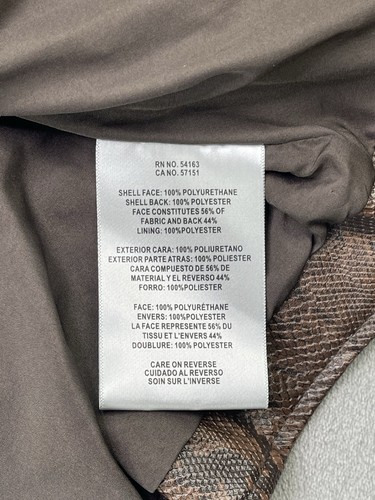 RN NO. 54163
CA NO. 57151
SHELL FACE: 100% POLYURETHANE
SHELL BACK: 100% POLYESTER
FACE CONSTITUTES 56% OF
FABRIC AND BACK 44%
LINING: 100% POLYESTER
EXTERIOR CARA: 100% POLIURETANO
EXTERIOR PARTE ATRAS: 100% POLIESTER
CARA COMPUESTO DE 56% DE
MATERIAL Y EL REVERSO 44%
FORRO: 100% POLIESTER
FACE: 100% POLYURÉTHANE
ENVERS: 100% POLYESTER
LA FACE REPRESENTE 56% DU
TISSU ET L'ENVERS 44%
DOUBLURE: 100% POLYESTER
CARE ON REVERSE
CUIDADO AL REVERSO
SOIN SUR L'INVERSE